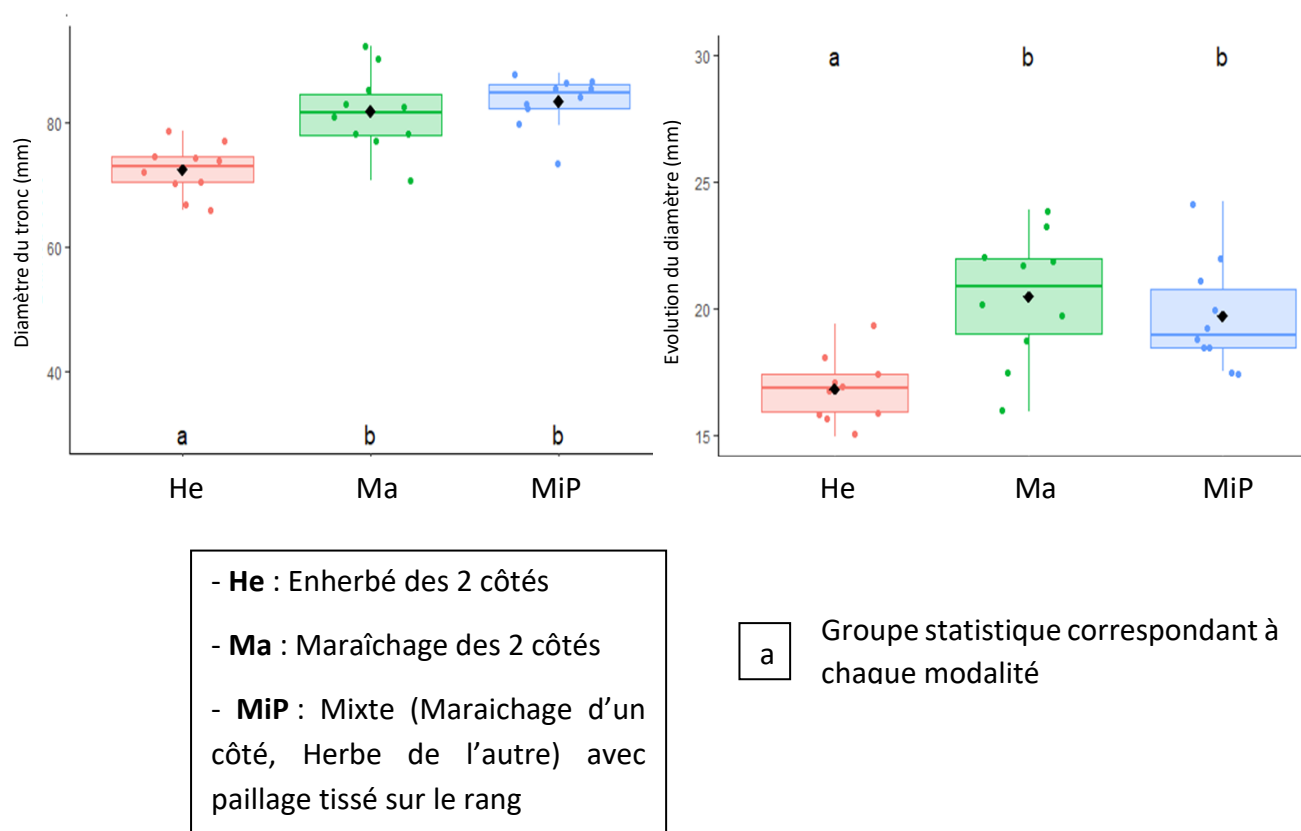 Diamètre du tronc (mm)
80
60
40
a
b
b
He
Ma
MiP
Evolution du diamètre (mm)
30
25
20
15
a
b
b
He
Ma
MiP
- He : Enherbé des 2 côtés
- Ma : Maraîchage des 2 côtés
- MiP : Mixte (Maraichage d’un
côté, Herbe de l’autre) avec
paillage tissé sur le rang
a
Groupe statistique correspondant à
chaque modalité